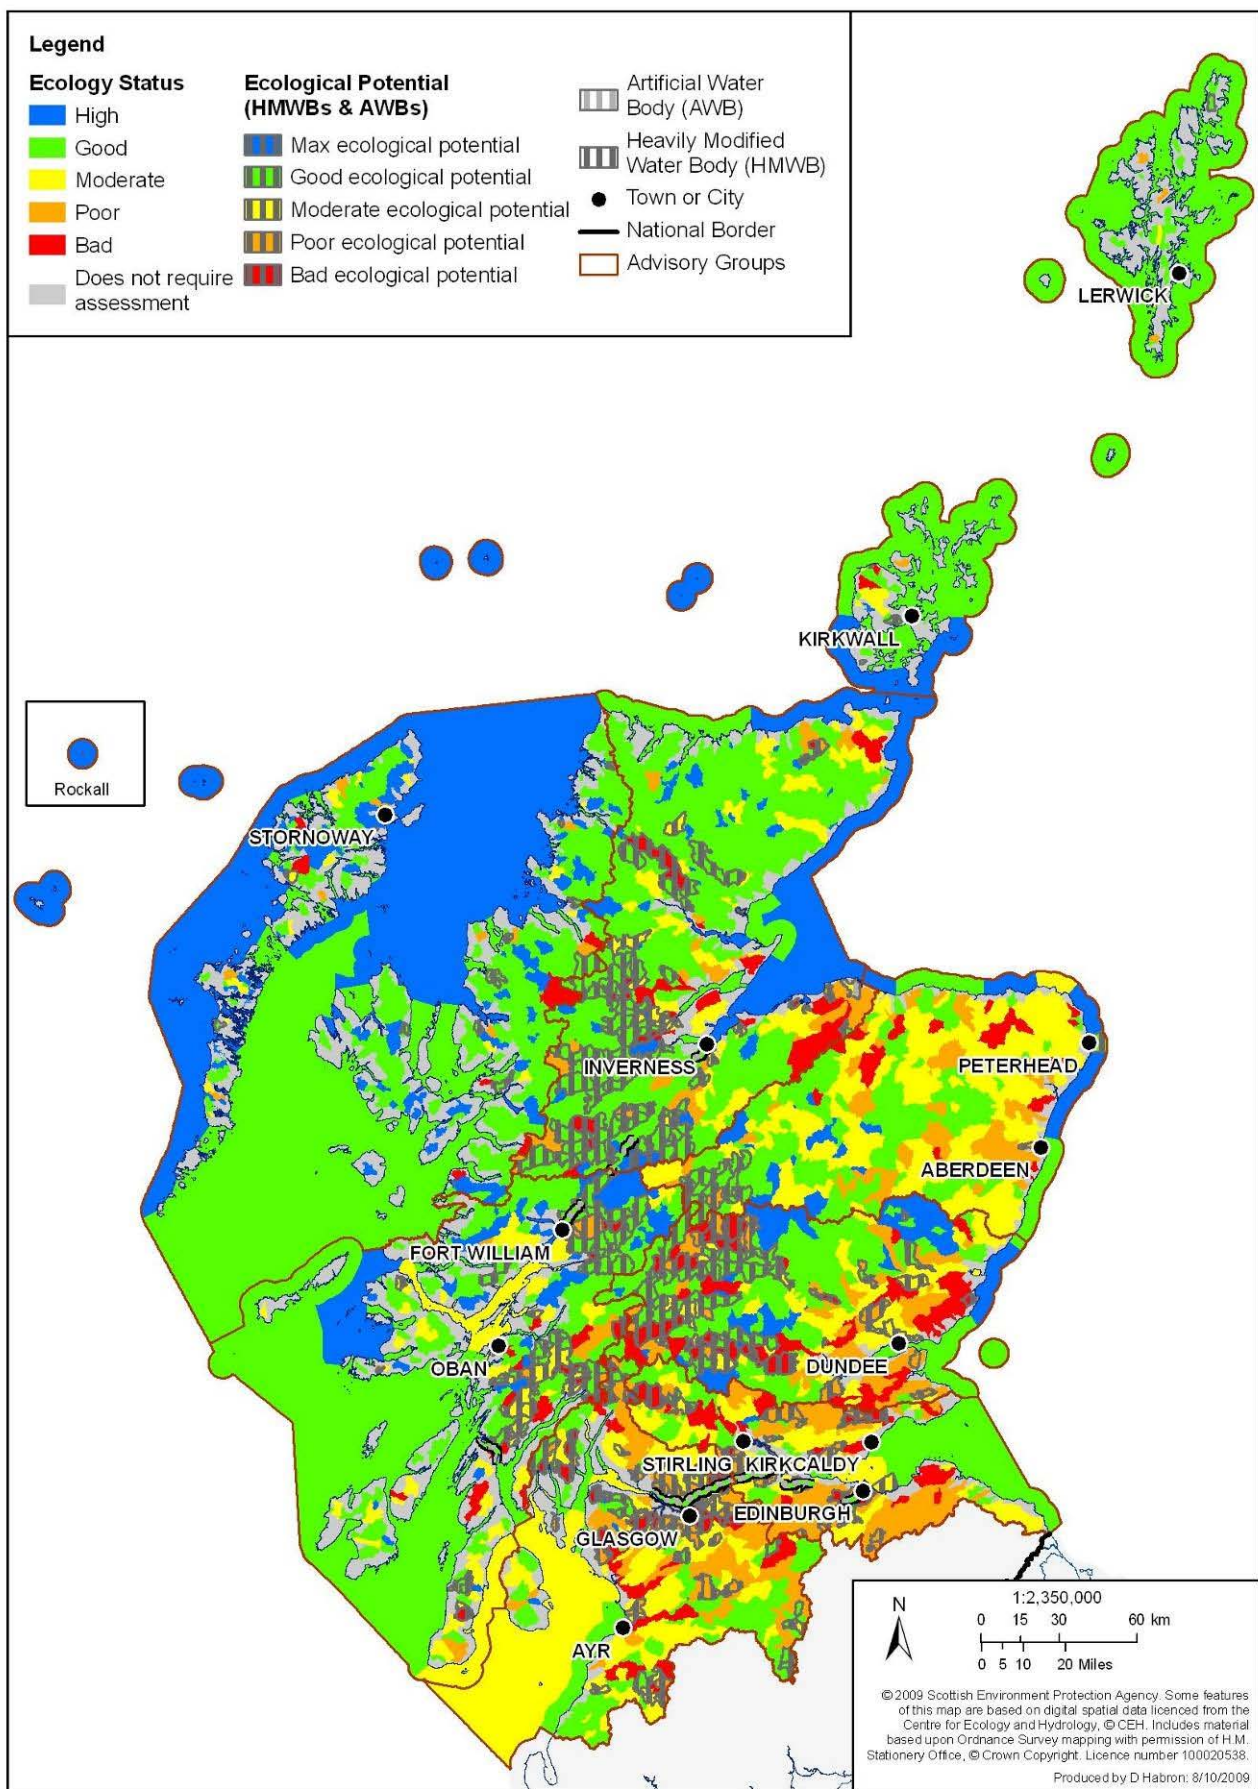 Legend
Ecology Status
High
Good
Moderate
Poor
Bad
Does not require
assessment
Ecological Potential
(HMWBs & AWBs)
Max ecological potential
Good ecological potential
Moderate ecological potential
Poor ecological potential
Bad ecological potential
Artificial Water
Body (AWB)
Heavily Modified
Water Body (HMWB)
Town or City
National Border
Advisory Groups
LERWICK
KIRKWALL
Rockall
STORNOWAY
INVERNESS
PETERHEAD
ABERDEEN
FORT WILLIAM
OBAN
DUNDEE
STIRLING
KIRKCALDY
EDINBURGH
GLASGOW
AYR
N
1:2,350,000
0 15 30 60 km
0 5 10 20 Miles
© 2009 Scottish Environment Protection Agency. Some features
of this map are based on digital spatial data licenced from the
Centre for Ecology and Hydrology, © CEH. Includes material
based upon Ordnance Survey mapping with permission of H.M.
Stationery Office, © Crown Copyright. Licence number 100020538.
Produced by D Habron: 8/10/2009